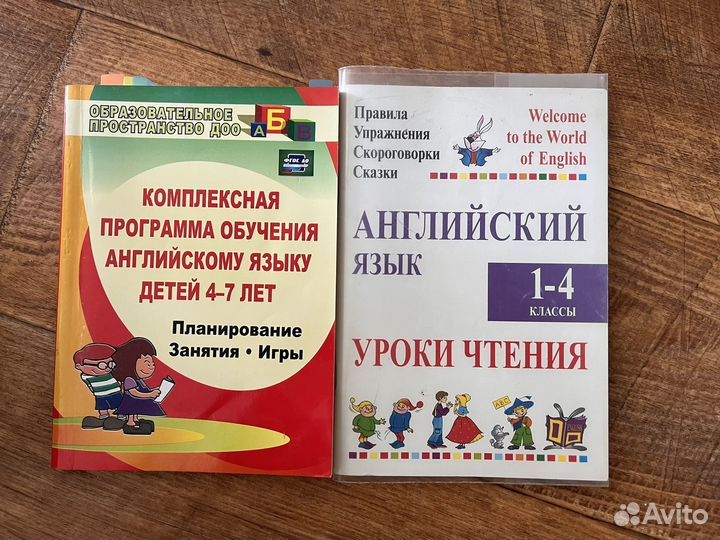 ОБРАЗОВАТЕЛЬНОЕ
ПРОСТРАНСТВО ДОО
А Б В
ФГОС ДО
КОМПЛЕКСНАЯ
ПРОГРАММА ОБУЧЕНИЯ
АНГЛИЙСКОМУ ЯЗЫКУ
ДЕТЕЙ 4–7 ЛЕТ
Планирование
Занятия • Игры
Правила
Упражнения
Скороговорки
Сказки
Welcome
to the World
of English
АНГЛИЙСКИЙ
ЯЗЫК
1-4
КЛАССЫ
УРОКИ ЧТЕНИЯ
ABC
Avito